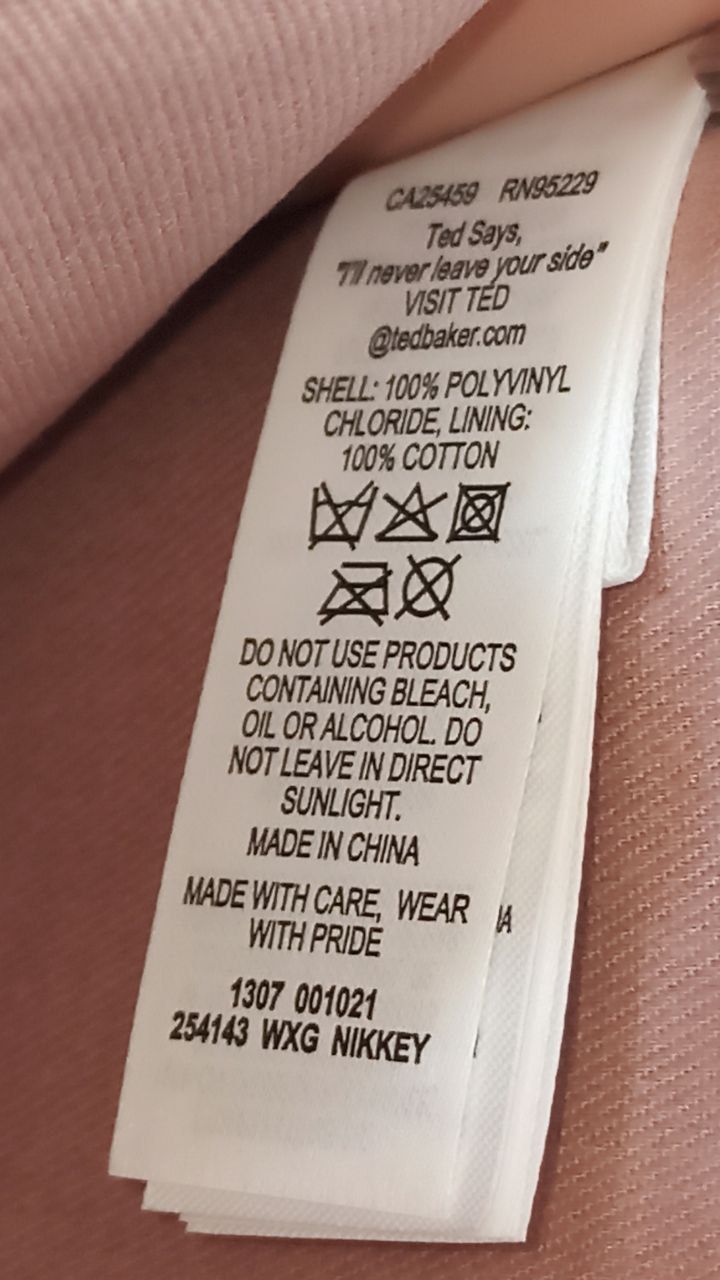 CA25459 RN95229
Ted Says,
"I'll never leave your side"
VISIT TED
@tedbaker.com
SHELL: 100% POLYVINYL
CHLORIDE, LINING:
100% COTTON
DO NOT USE PRODUCTS
CONTAINING BLEACH,
OIL OR ALCOHOL. DO
NOT LEAVE IN DIRECT
SUNLIGHT.
MADE IN CHINA
MADE WITH CARE, WEAR
WITH PRIDE
1307 001021
254143 WXG NIKKEY